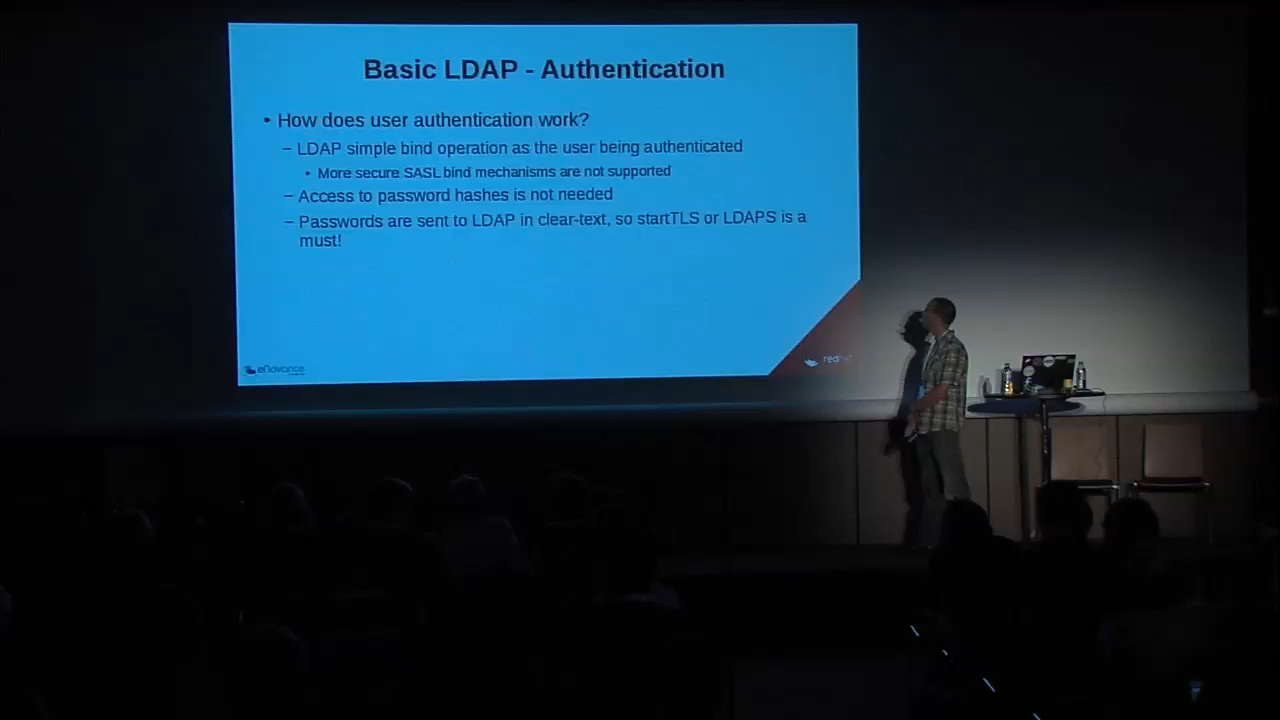 Basic LDAP - Authentication
• How does user authentication work?
– LDAP simple bind operation as the user being authenticated
• More secure SASL bind mechanisms are not supported
– Access to password hashes is not needed
– Passwords are sent to LDAP in clear-text, so startTLS or LDAPS is a
must!
eNovance